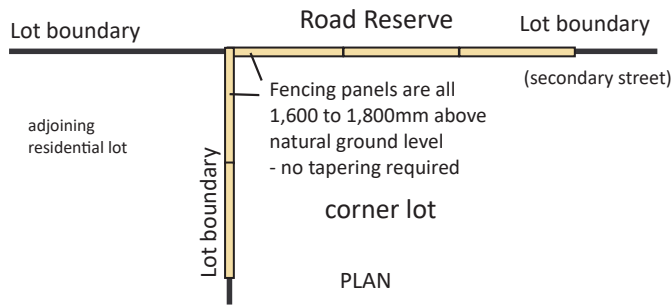 Road Reserve
Lot boundary
Lot boundary
(secondary street)
Fencing panels are all
1,600 to 1,800mm above
natural ground level
- no tapering required
adjoining
residential lot
Lot boundary
corner lot
PLAN